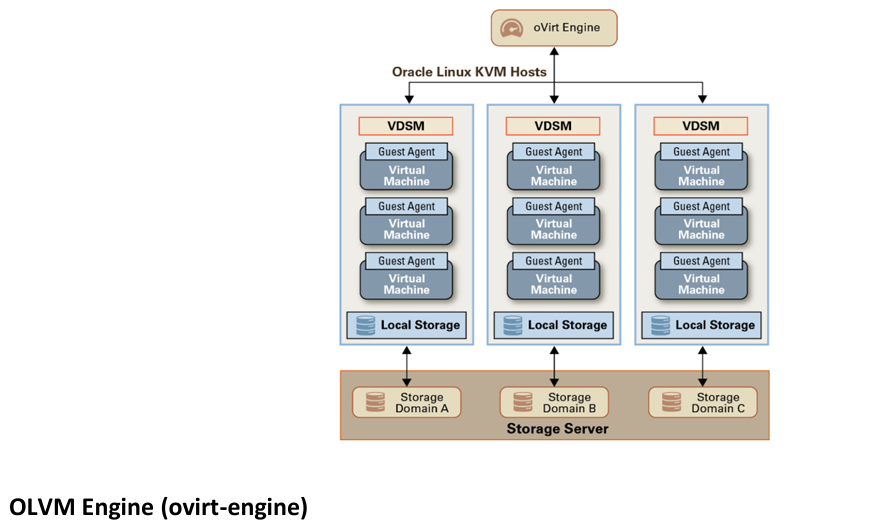 oVirt Engine
Oracle Linux KVM Hosts
VDSM
Guest Agent
Virtual
Machine
Guest Agent
Virtual
Machine
Guest Agent
Virtual
Machine
Local Storage
VDSM
Guest Agent
Virtual
Machine
Guest Agent
Virtual
Machine
Guest Agent
Virtual
Machine
Local Storage
VDSM
Guest Agent
Virtual
Machine
Guest Agent
Virtual
Machine
Guest Agent
Virtual
Machine
Local Storage
Storage
Domain A
Storage
Domain B
Storage
Domain C
Storage Server
OLVM Engine (ovirt-engine)